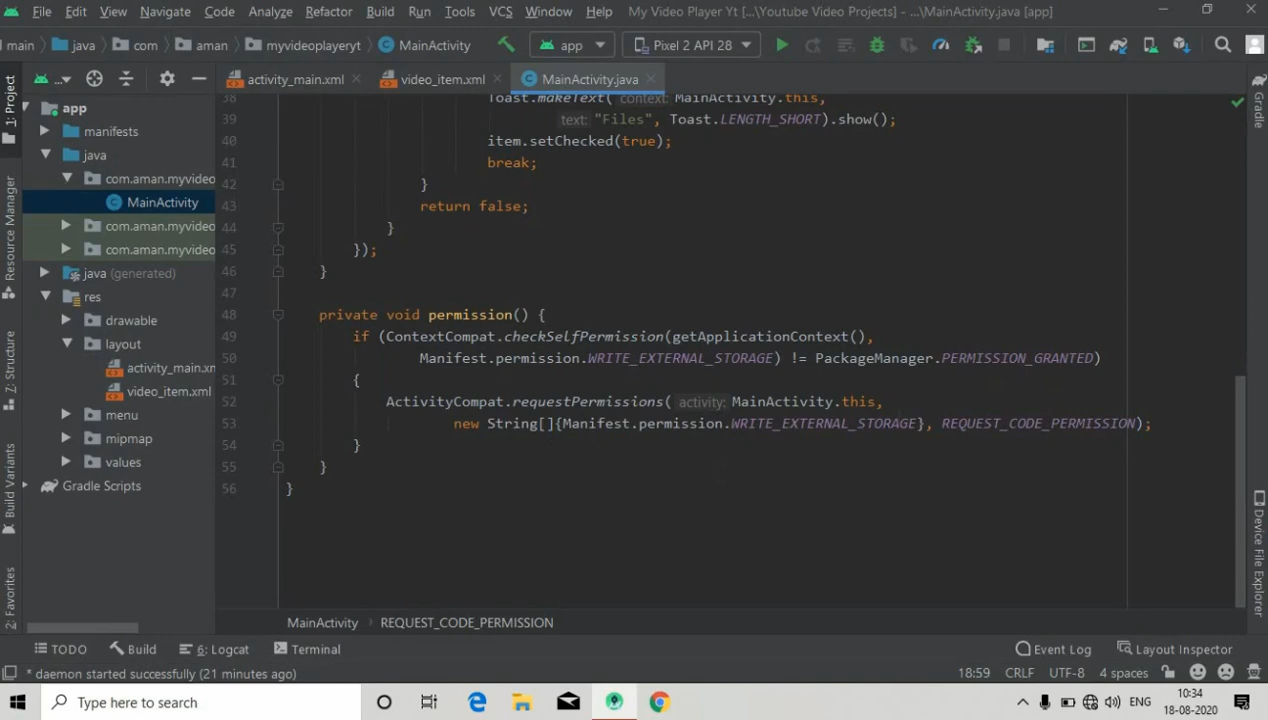 File Edit View Navigate Code Analyze Refactor Build Run Tools VCS Window Help My Video Player Yt [...\Youtube Video Projects] - ...\MainActivity.java [app]
main java com aman myvideoplayeryt MainActivity app Pixel 2 API 28
activity_main.xml video_item.xml MainActivity.java
1: Project
Resource Manager
Z: Structure
Build Variants
2: Favorites
app
manifests
java
com.aman.myvideo
MainActivity
com.aman.myvideo
com.aman.myvideo
java (generated)
res
drawable
layout
activity_main.xm
video_item.xml
menu
mipmap
values
Gradle Scripts
38 Toast.makeText( context: MainActivity.this,
39 text: "Files", Toast.LENGTH_SHORT).show();
40 item.setChecked(true);
41 break;
42 }
43 return false;
44 }
45 });
46 }
47
48 private void permission() {
49 if (ContextCompat.checkSelfPermission(getApplicationContext(),
50 Manifest.permission.WRITE_EXTERNAL_STORAGE) != PackageManager.PERMISSION_GRANTED)
51 {
52 ActivityCompat.requestPermissions( activity: MainActivity.this,
53 new String[]{Manifest.permission.WRITE_EXTERNAL_STORAGE}, REQUEST_CODE_PERMISSION);
54 }
55 }
56 }
Gradle
Device File Explorer
MainActivity REQUEST_CODE_PERMISSION
TODO Build 6: Logcat Terminal Event Log Layout Inspector
* daemon started successfully (21 minutes ago) 18:59 CRLF UTF-8 4 spaces
Type here to search ENG 10:34
18-08-2020